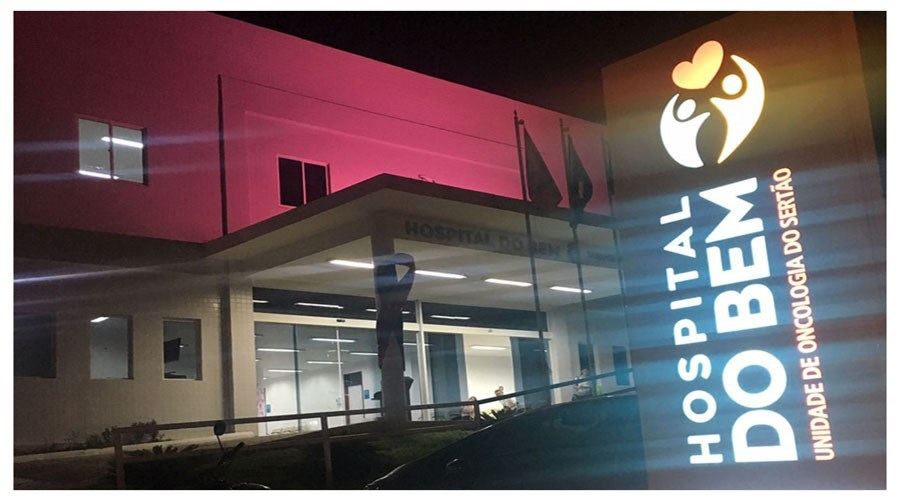 HOSPITAL DO BEM
HOSPITAL
DO BEM
UNIDADE DE ONCOLOGIA DO SERTÃO